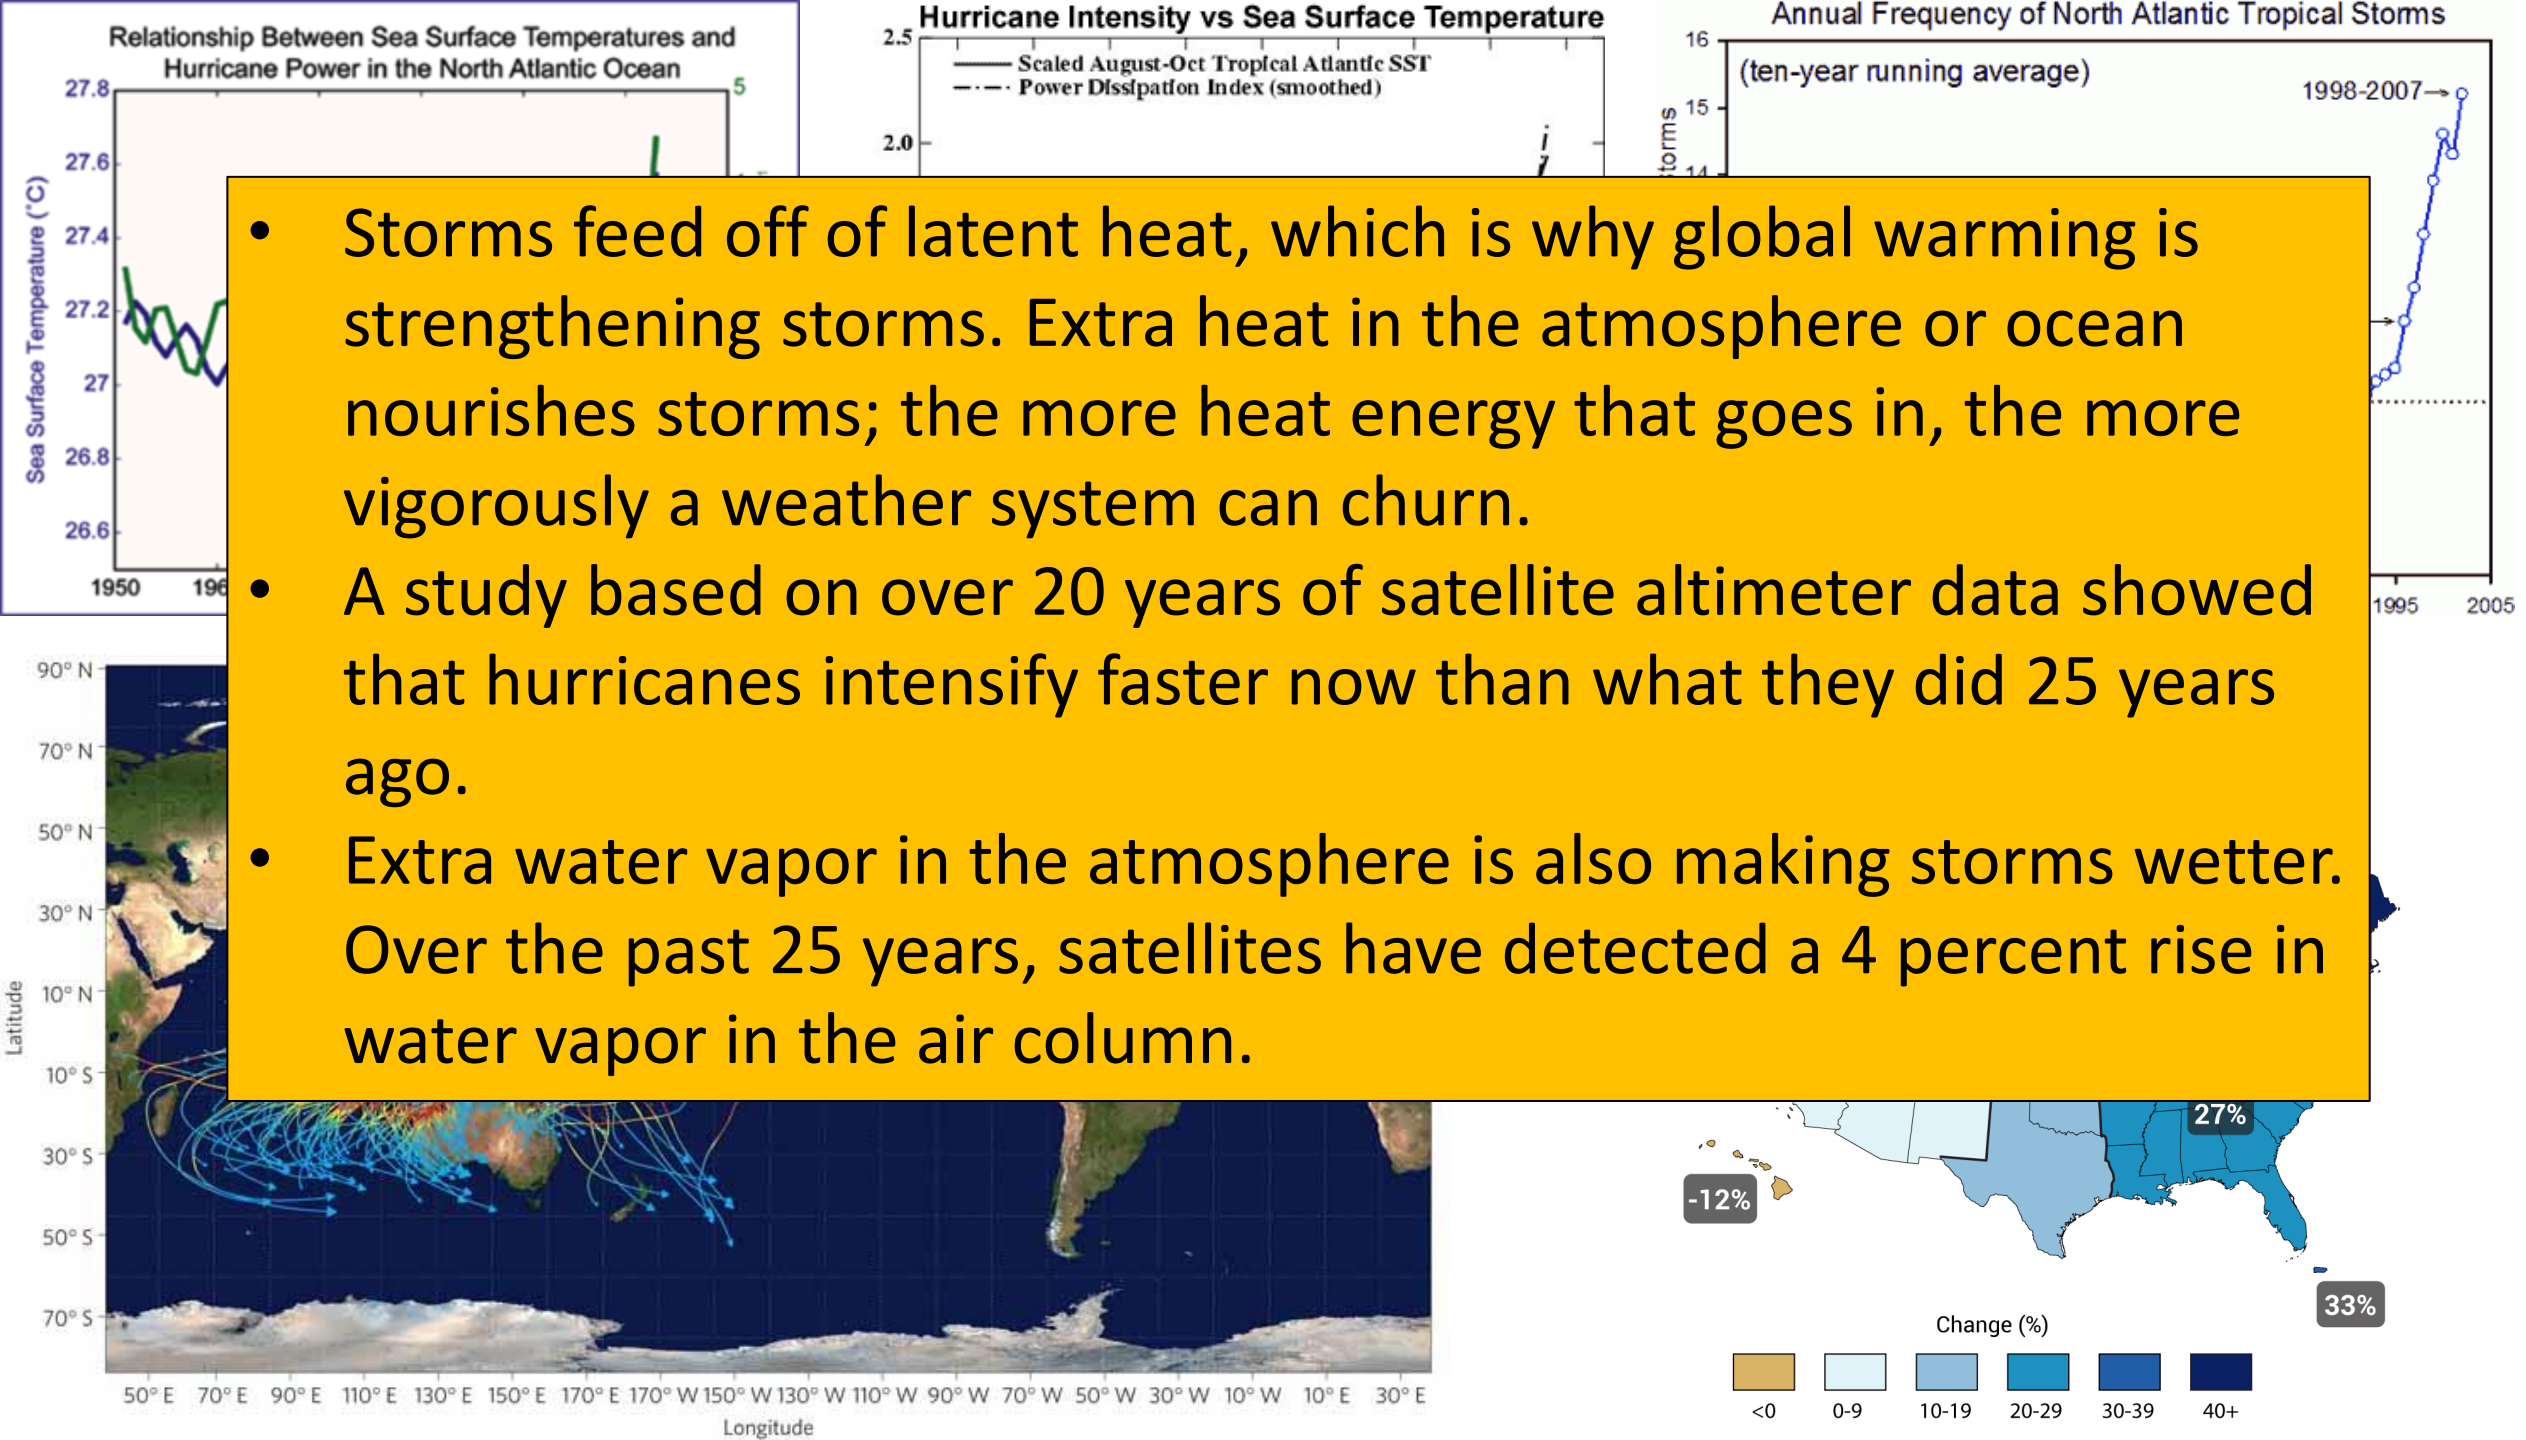 Relationship Between Sea Surface Temperatures and
Hurricane Power in the North Atlantic Ocean
27.8
27.6
27.4
27.2
27
26.8
26.6
Sea Surface Temperature (°C)
5
1950
Hurricane Intensity vs Sea Surface Temperature
2.5
2.0
Scaled August-Oct Tropical Atlantic SST
Power Dissipation Index (smoothed)
Annual Frequency of North Atlantic Tropical Storms
(ten-year running average)
16
15
14
1998-2007
1995
2005
• Storms feed off of latent heat, which is why global warming is
strengthening storms. Extra heat in the atmosphere or ocean
nourishes storms; the more heat energy that goes in, the more
vigorously a weather system can churn.
• A study based on over 20 years of satellite altimeter data showed
that hurricanes intensify faster now than what they did 25 years
ago.
• Extra water vapor in the atmosphere is also making storms wetter.
Over the past 25 years, satellites have detected a 4 percent rise in
water vapor in the air column.
90° N
70° N
50° N
30° N
10° N
10° S
30° S
50° S
70° S
Latitude
50° E 70° E 90° E 110° E 130° E 150° E 170° E 170° W 150° W 130° W 110° W 90° W 70° W 50° W 30° W 10° W 10° E 30° E
Longitude
27%
-12%
33%
Change (%)
<0 0-9 10-19 20-29 30-39 40+